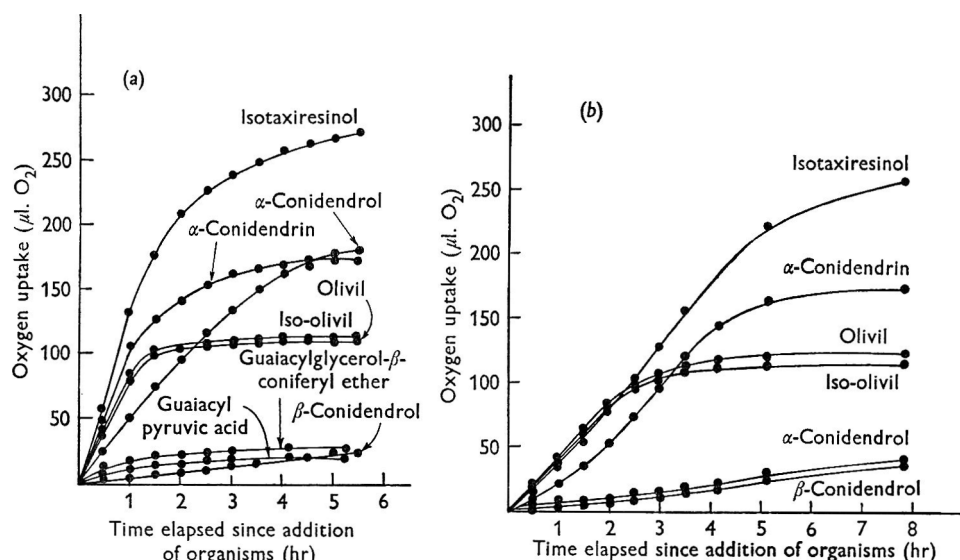 (a)
300
250
200
150
100
50
Oxygen uptake (μl. O₂)
Isotaxiresinol
α-Conidendrol
α-Conidendrin
Olivil
Iso-olivil
Guaiacylglycerol-β-
coniferyl ether
Guaiacyl
pyruvic acid
β-Conidendrol
0 1 2 3 4 5 6
Time elapsed since addition
of organisms (hr)
(b)
300
250
200
150
100
50
Oxygen uptake (μl. O₂)
Isotaxiresinol
α-Conidendrin
Olivil
Iso-olivil
α-Conidendrol
β-Conidendrol
0 1 2 3 4 5 6 7 8
Time elapsed since addition of organisms (hr)